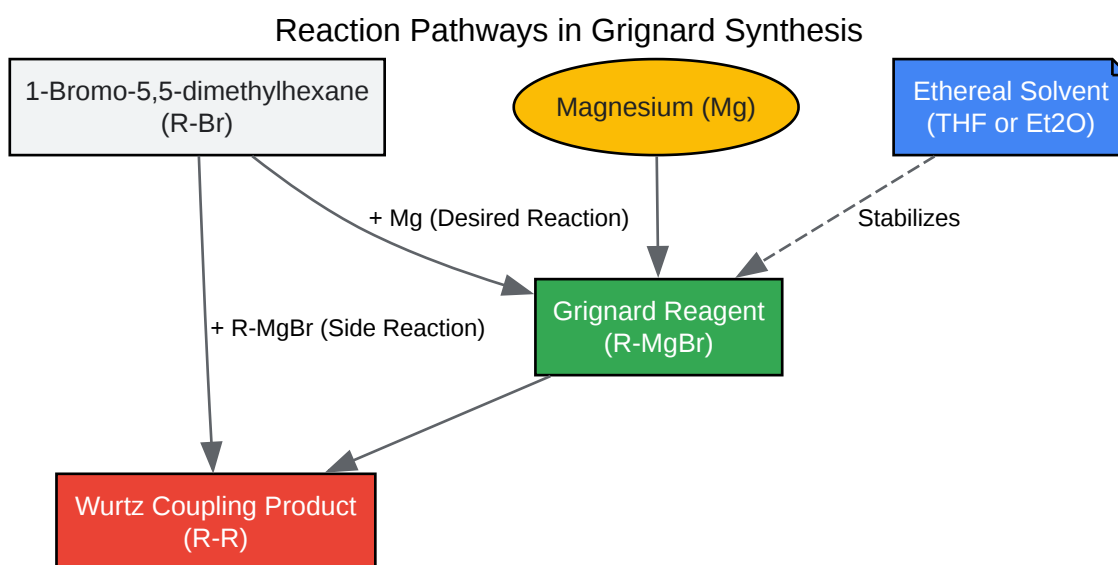 Reaction Pathways in Grignard Synthesis
1-Bromo-5,5-dimethylhexane
(R-Br)
Magnesium (Mg)
Ethereal Solvent
(THF or Et2O)
+ Mg (Desired Reaction)
Stabilizes
Grignard Reagent
(R-MgBr)
+ R-MgBr (Side Reaction)
Wurtz Coupling Product
(R-R)